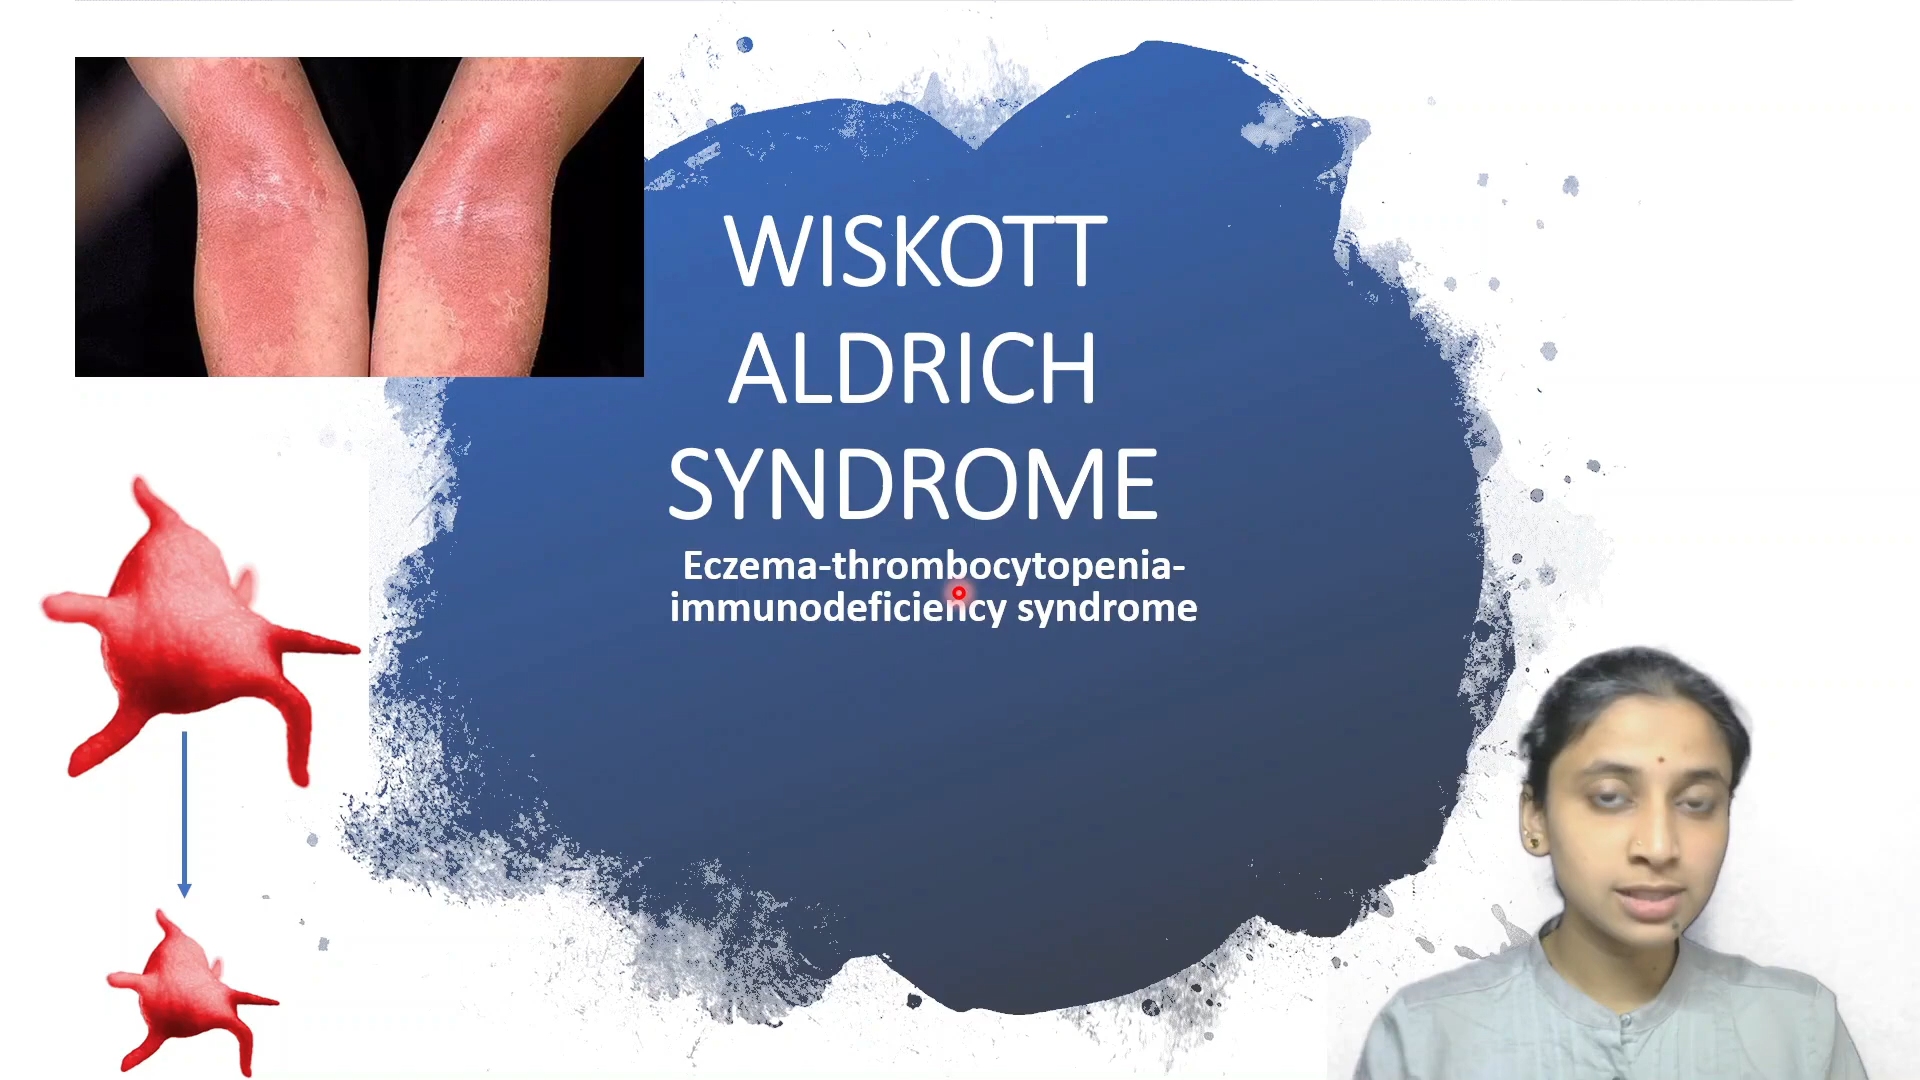 WISKOTT
ALDRICH
SYNDROME
Eczema-thrombocytopenia-
immunodeficiency syndrome